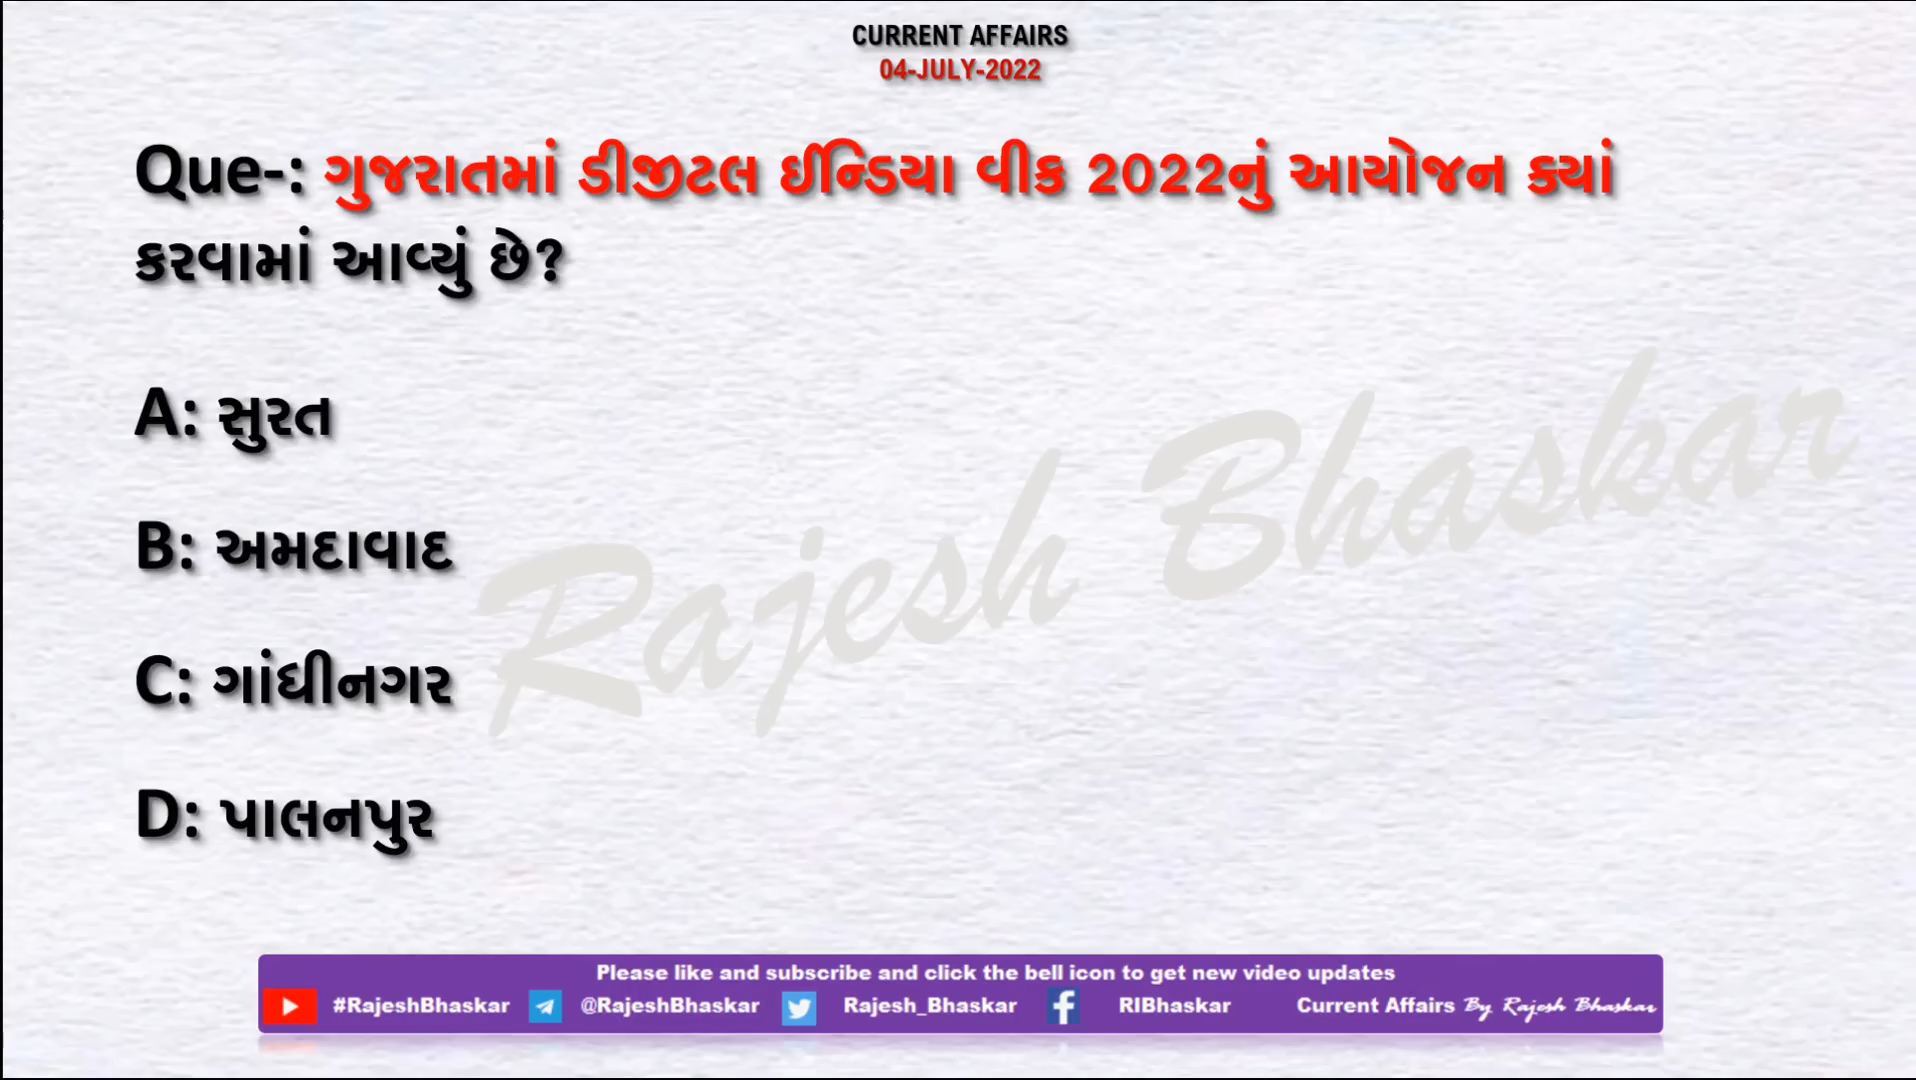 CURRENT AFFAIRS
04-JULY-2022
Que-: ગુજરાતમાં ડીજીટલ ઈન્ડિયા વીક 2022નું આયોજન ક્યાં
કરવામાં આવ્યું છે?
A: સુરત
B: અમદાવાદ
C: ગાંધીનગર
D: પાલનપુર
Rajesh Bhaskar
Please like and subscribe and click the bell icon to get new video updates
#RajeshBhaskar @RajeshBhaskar Rajesh_Bhaskar RIBhaskar Current Affairs By Rajesh Bhaskar